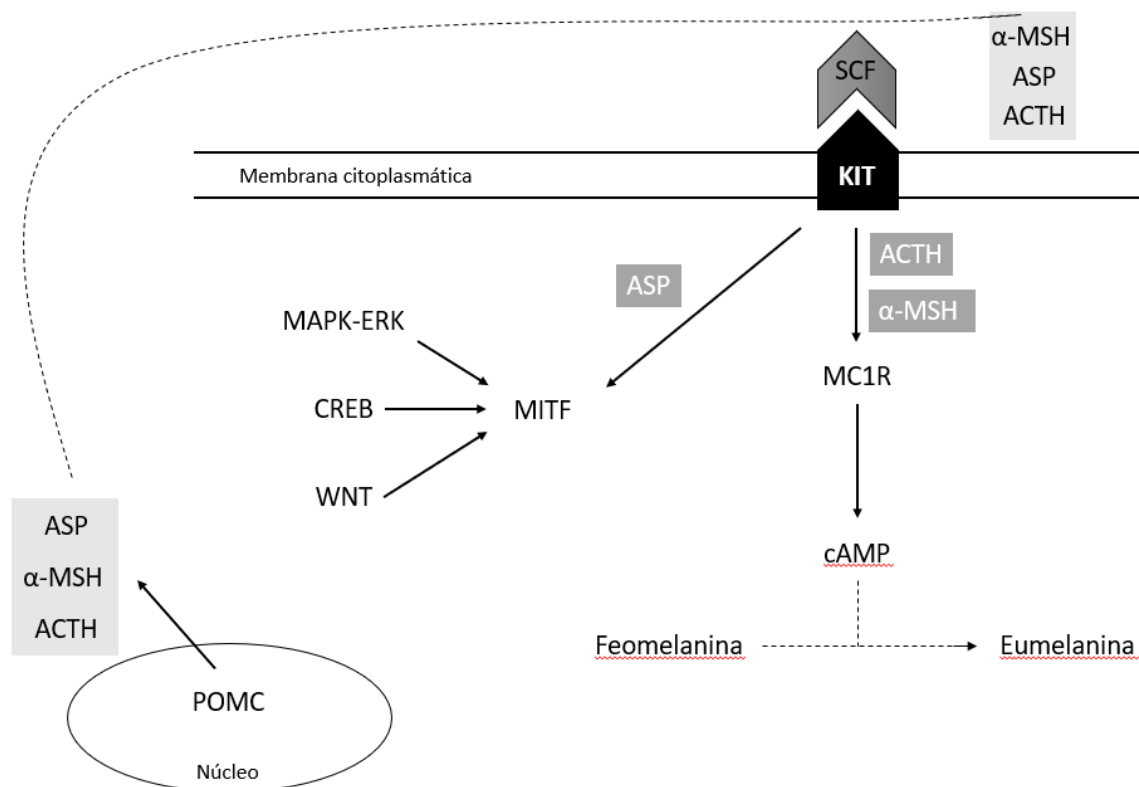 α-MSH
ASP
ACTH
SCF
KIT
Membrana citoplasmática
ACTH
α-MSH
ASP
MAPK-ERK
CREB
WNT
MITF
MC1R
cAMP
Feomelanina
Eumelanina
ASP
α-MSH
ACTH
POMC
Núcleo